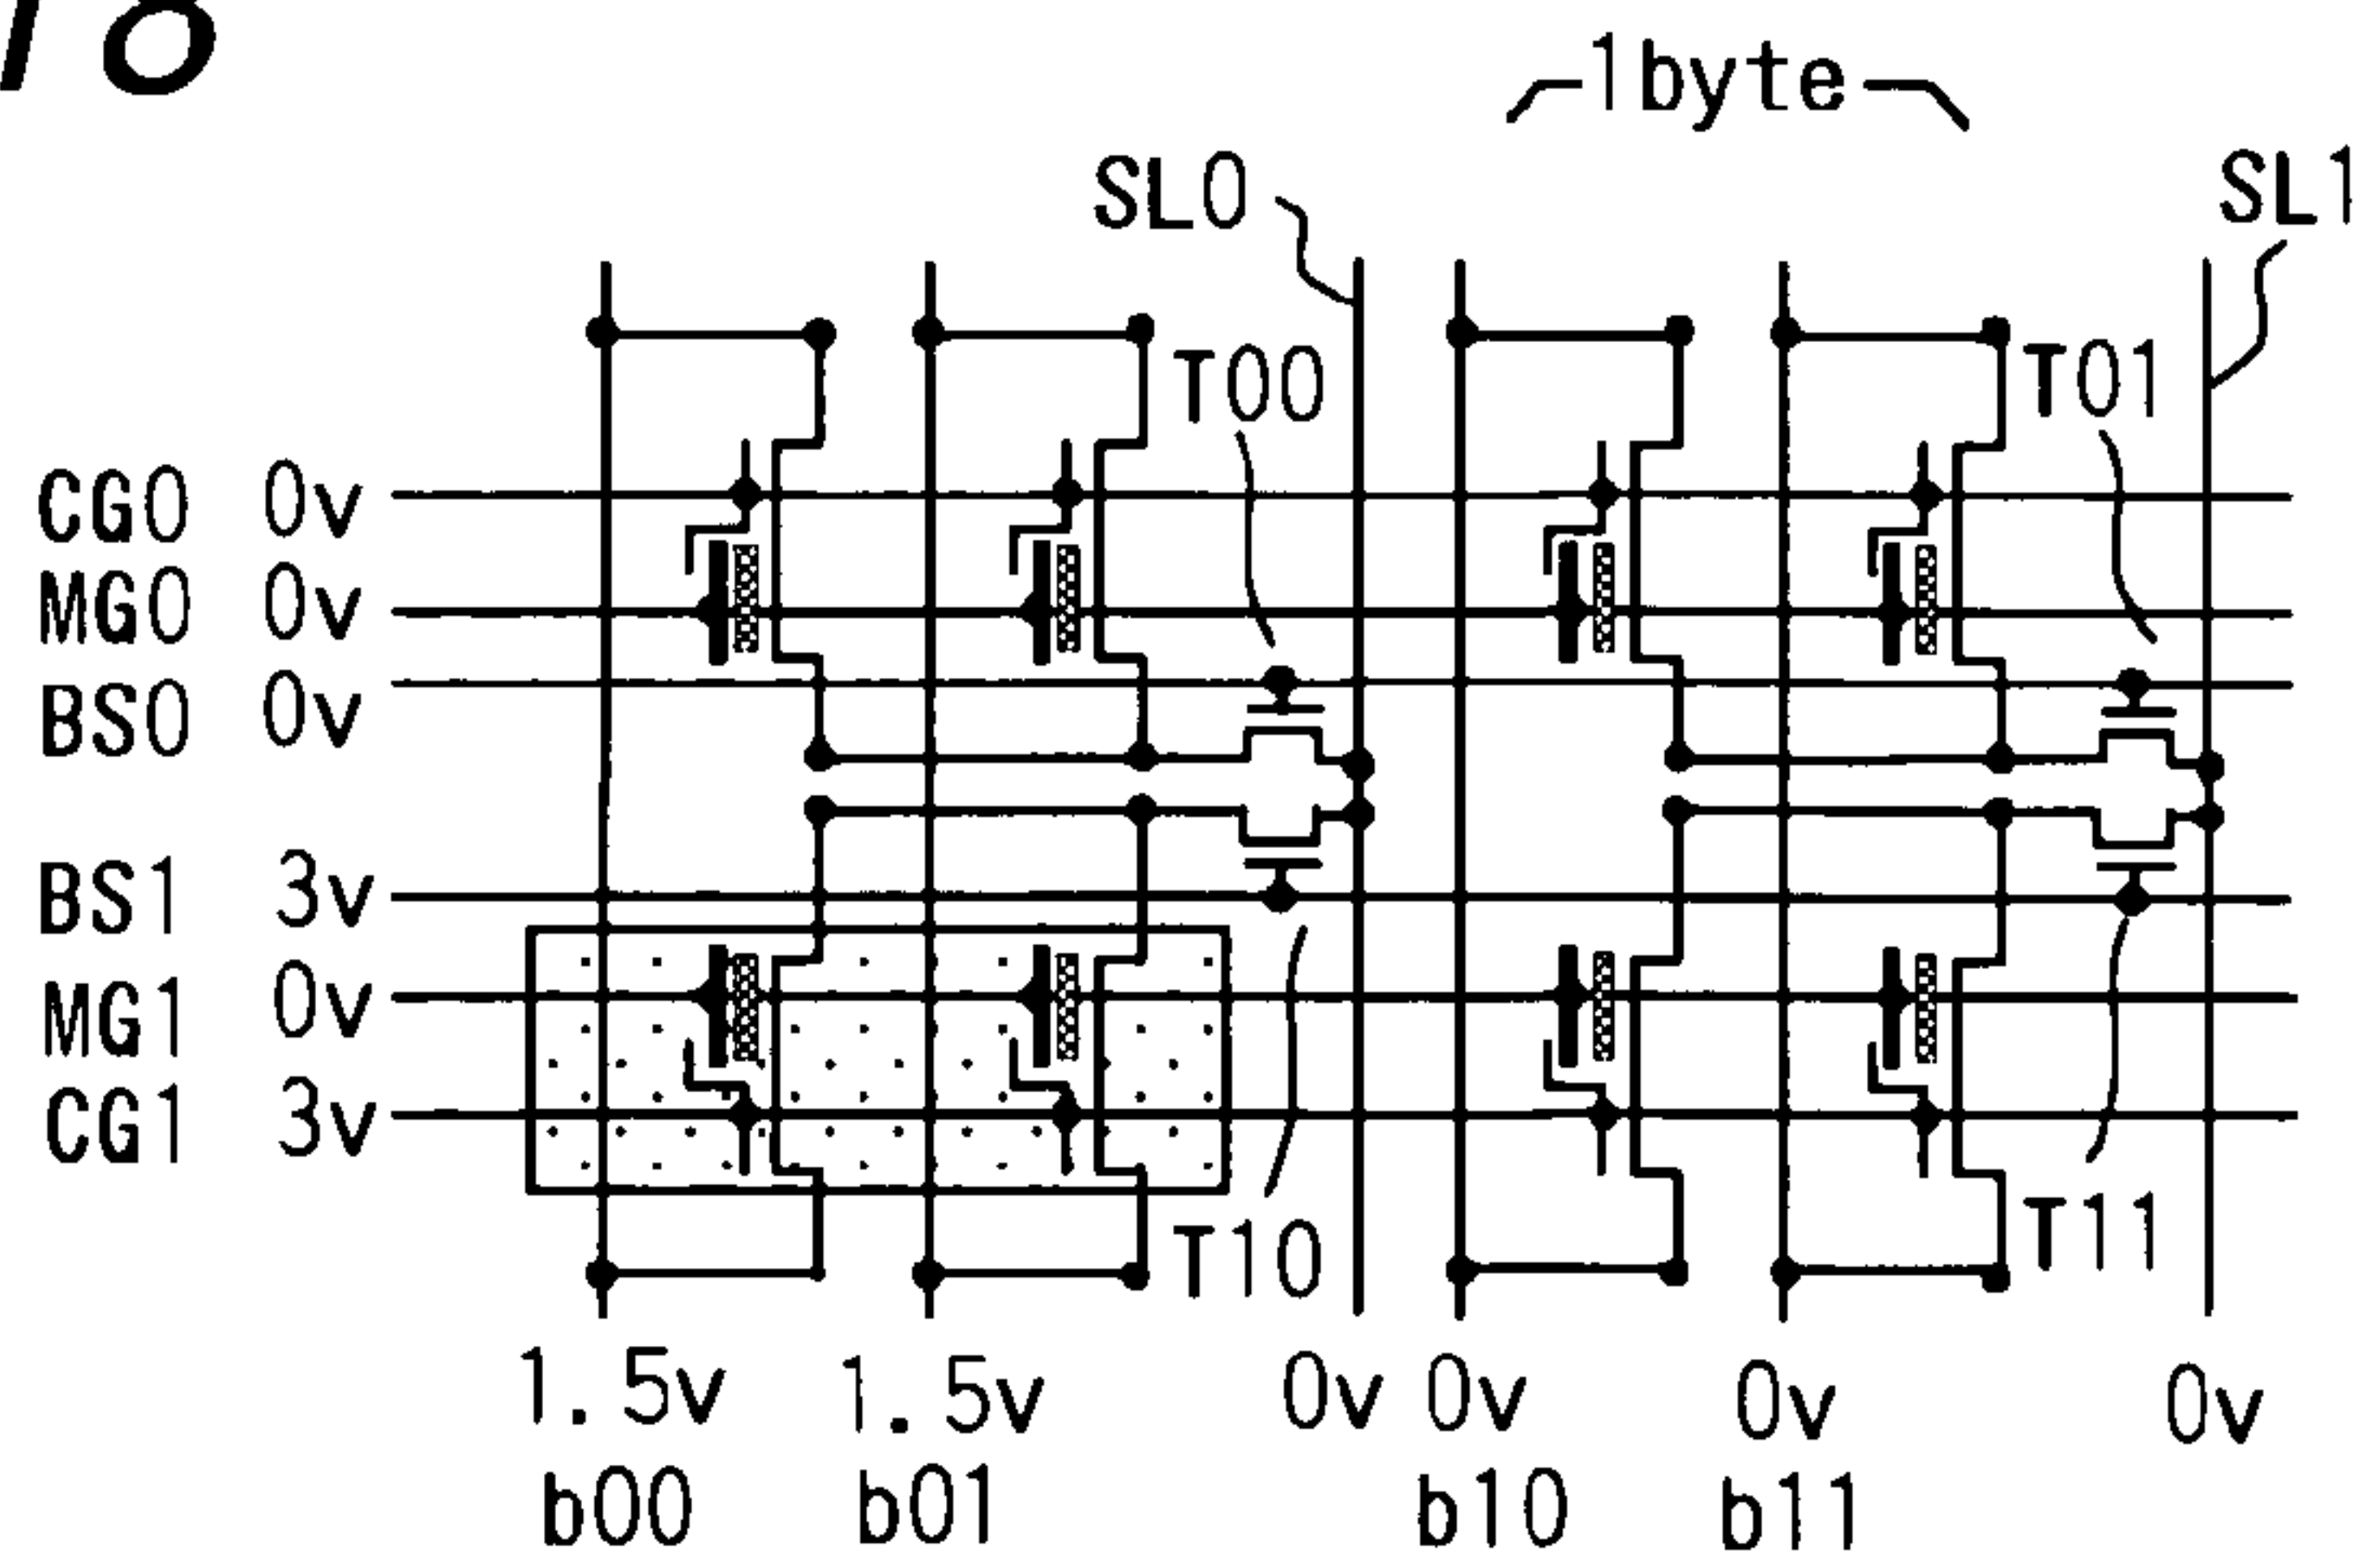 1byte
SL0
SL1
T00
T01
CG0 0v
MG0 0v
BS0 0v
BS1 3v
MG1 0v
CG1 3v
T10
T11
1.5v 1.5v 0v 0v 0v 0v
b00 b01 b10 b11